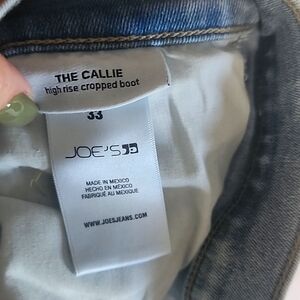 THE CALLIE
high rise cropped boot
33
JOE'S
MADE IN MEXICO
HECHO EN MÉXICO
FABRIQUÉ AU MEXIQUE
WWW.JOESJEANS.COM